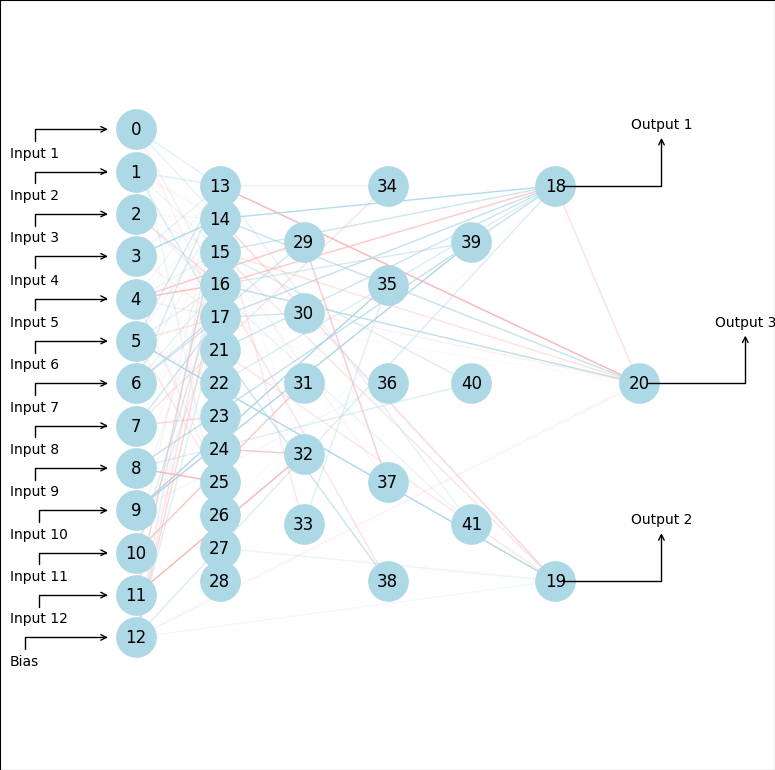 Output 1
0
Input 1
1
Input 2
13
34
18
2
14
Input 3
29
39
3
15
Input 4
16
35
4
30
17
Input 5
Output 3
5
21
Input 6
6
22
31
36
40
20
Input 7
23
7
Input 8
24
32
8
25
37
Input 9
9
26
33
41
Output 2
Input 10
10
27
Input 11
28
38
19
11
Input 12
12
Bias